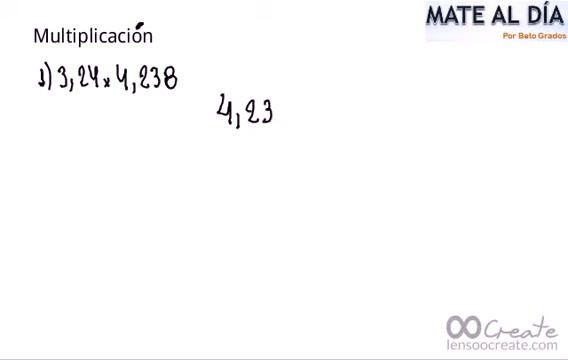 Multiplicación
MATE AL DÍA
Por Beto Grados
1) 3,24 x 4,238
4,23
Create
lensoocreate.com